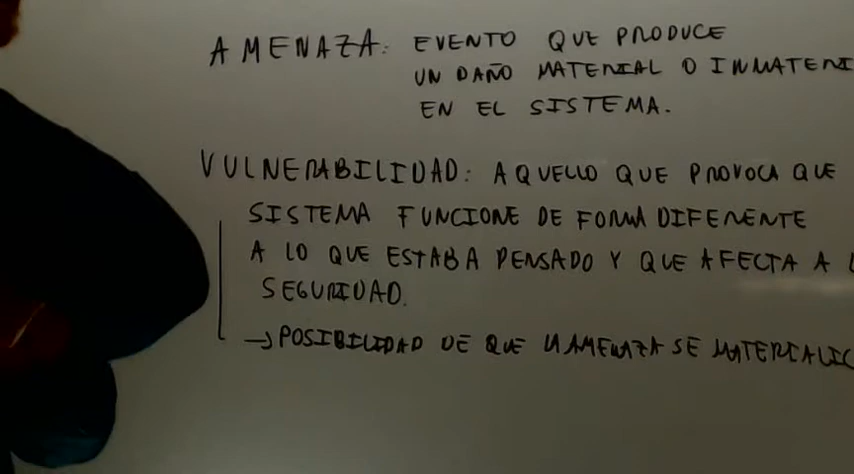 AMENAZA: EVENTO QUE PRODUCE
UN DAÑO MATERIAL O INMATERI
EN EL SISTEMA.
VULNERABILIDAD: AQUELLO QUE PROVOCA QUE
SISTEMA FUNCIONE DE FORMA DIFERENTE
A LO QUE ESTABA PENSADO Y QUE AFECTA A L
SEGURIDAD.
→ POSIBILIDAD DE QUE LA AMENAZA SE MATERIALIC